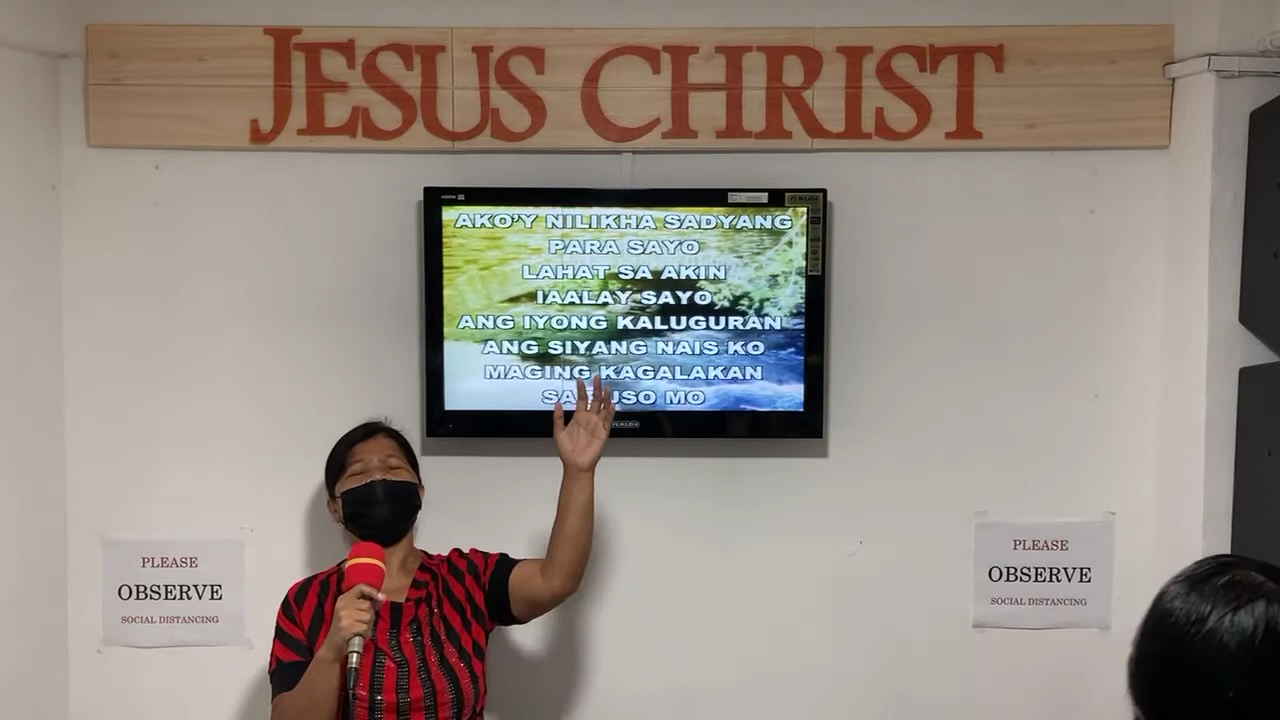 JESUS CHRIST
AKO'Y NILIKHA SADYANG
PARA SAYO
LAHAT SA AKIN
IAALAY SAYO
ANG IYONG KALUGURAN
ANG SIYANG NAIS KO
MAGING KAGALAKAN
SA PUSO MO
PLEASE
OBSERVE
SOCIAL DISTANCING
PLEASE
OBSERVE
SOCIAL DISTANCING